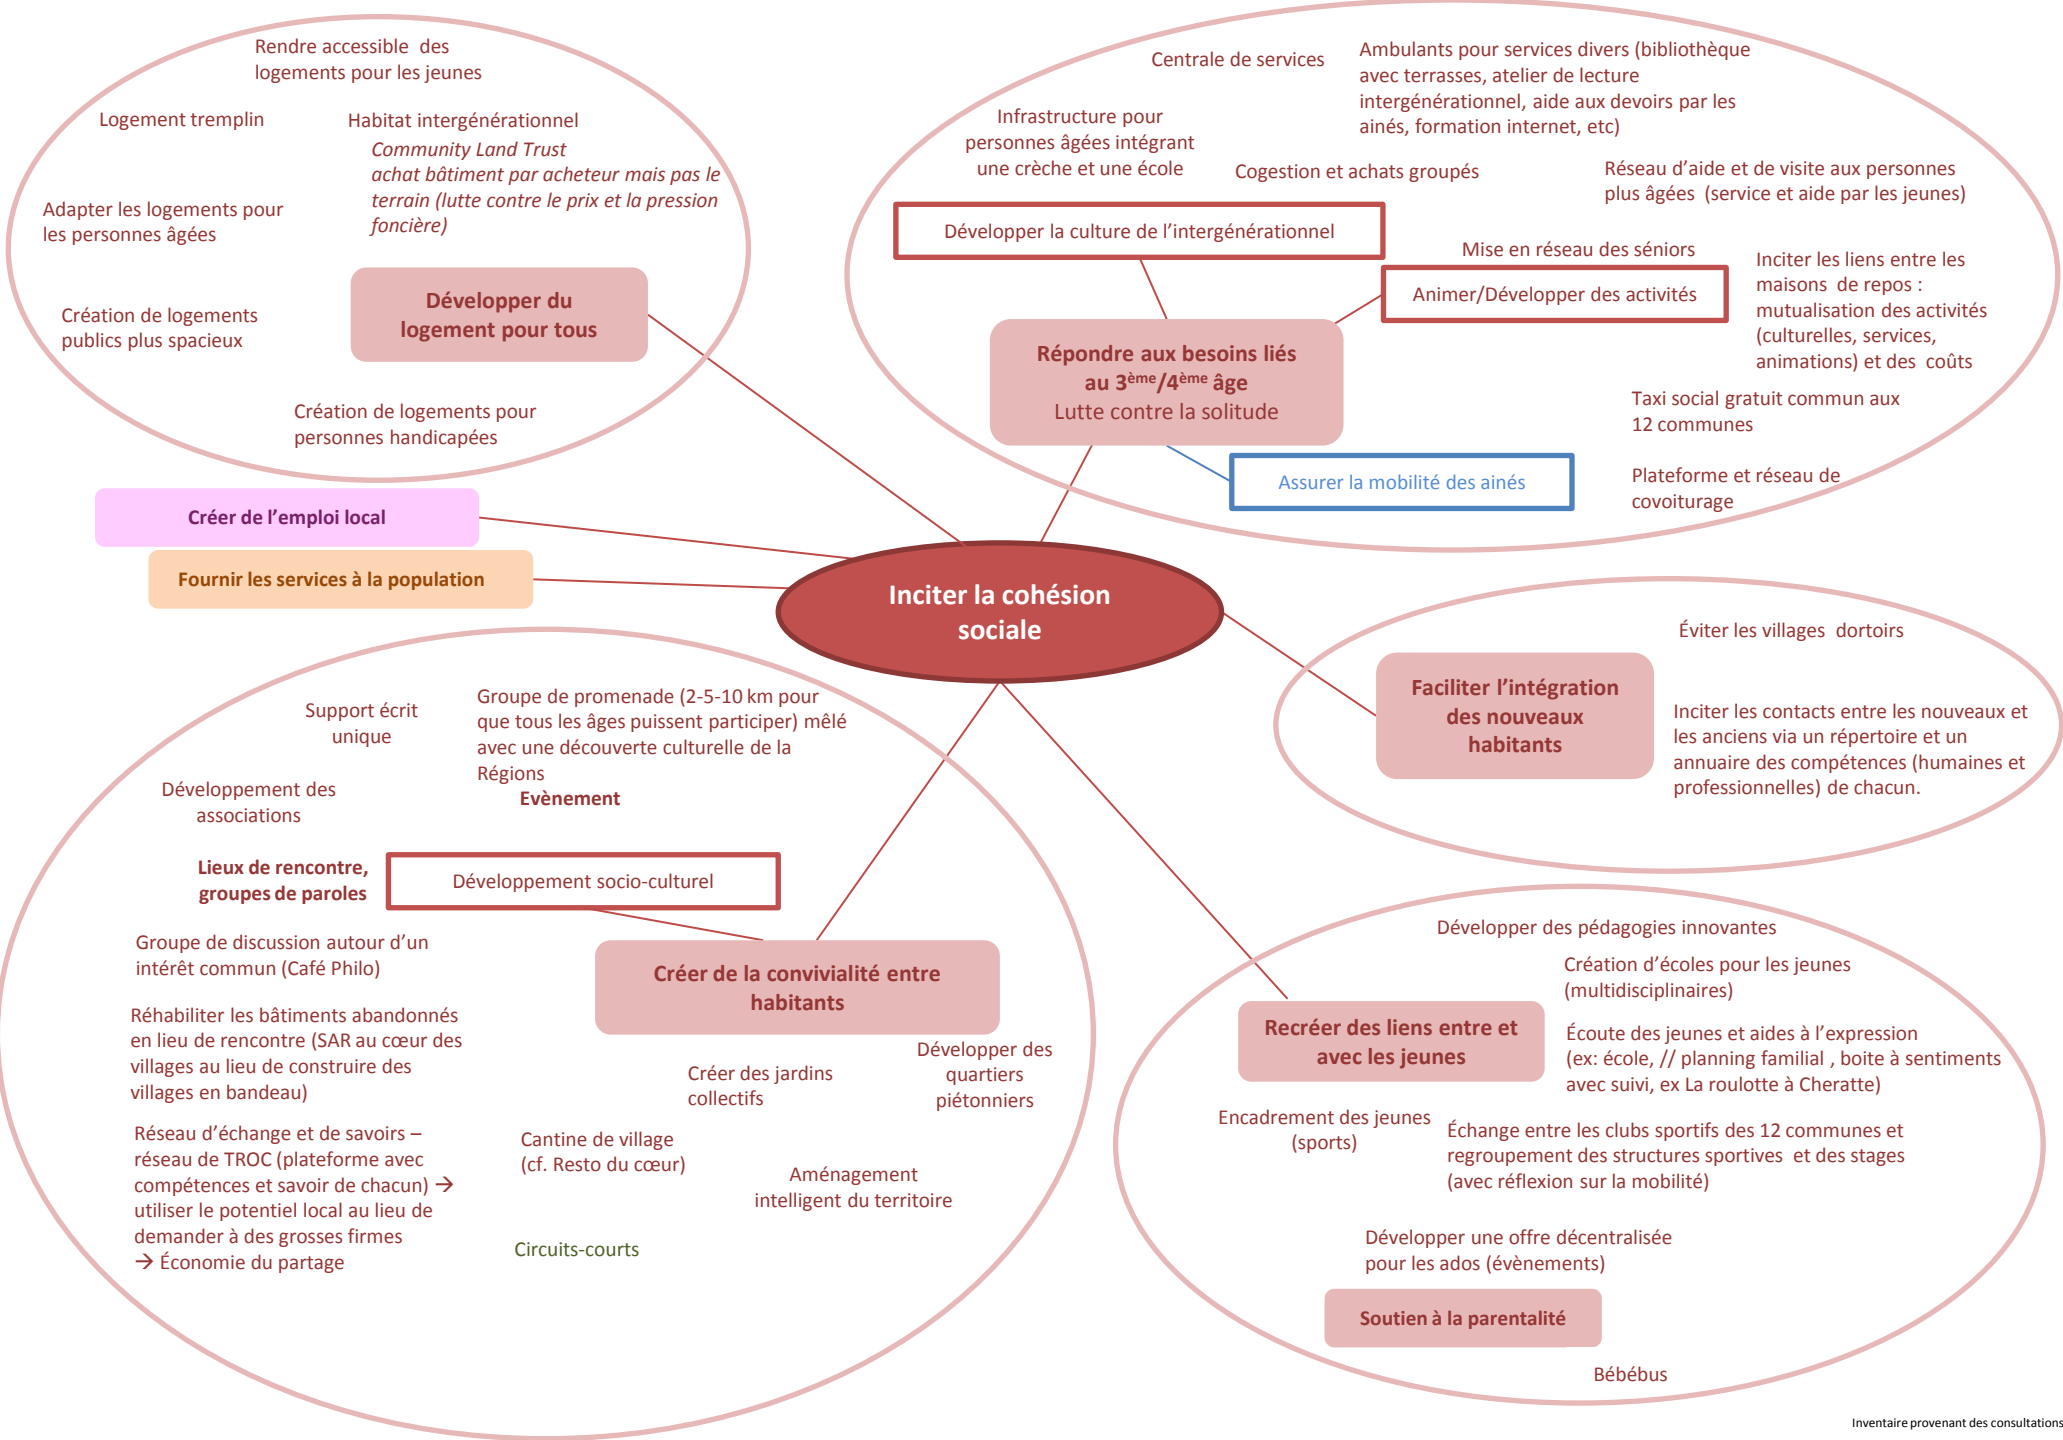 Rendre accessible  des
logements pour les jeunes
Logement tremplin
Habitat intergénérationnel
Community Land Trust
achat bâtiment par acheteur mais pas le
terrain (lutte contre le prix et la pression
foncière)
Adapter les logements pour
les personnes âgées
Développer du
logement pour tous
Création de logements
publics plus spacieux
Création de logements pour
personnes handicapées
Centrale de services
Ambulants pour services divers (bibliothèque
avec terrasses, atelier de lecture
intergénérationnel, aide aux devoirs par les
ainés, formation internet, etc)
Infrastructure pour
personnes âgées intégrant
une crèche et une école
Cogestion et achats groupés
Réseau d'aide et de visite aux personnes
plus âgées  (service et aide par les jeunes)
Développer la culture de l'intergénérationnel
Mise en réseau des séniors
Animer/Développer des activités
Inciter les liens entre les
maisons  de repos :
mutualisation des activités
(culturelles, services,
animations) et des  coûts
Répondre aux besoins liés
au 3ème/4ème âge
Lutte contre la solitude
Taxi social gratuit commun aux
12 communes
Assurer la mobilité des ainés
Plateforme et réseau de
covoiturage
Créer de l'emploi local
Fournir les services à la population
Inciter la cohésion
sociale
Éviter les villages  dortoirs
Faciliter l'intégration
des nouveaux
habitants
Inciter les contacts entre les nouveaux et
les anciens via un répertoire et un
annuaire des compétences (humaines et
professionnelles) de chacun.
Support écrit
unique
Groupe de promenade (2-5-10 km pour
que tous les âges puissent participer) mêlé
avec une découverte culturelle de la
Régions
Evènement
Développement des
associations
Lieux de rencontre,
groupes de paroles
Développement socio-culturel
Groupe de discussion autour d'un
intérêt commun (Café Philo)
Créer de la convivialité entre
habitants
Réhabiliter les bâtiments abandonnés
en lieu de rencontre (SAR au cœur des
villages au lieu de construire des
villages en bandeau)
Créer des jardins
collectifs
Développer des
quartiers
piétonniers
Réseau d'échange et de savoirs –
réseau de TROC (plateforme avec
compétences et savoir de chacun) →
utiliser le potentiel local au lieu de
demander à des grosses firmes
→ Économie du partage
Cantine de village
(cf. Resto du cœur)
Aménagement
intelligent du territoire
Circuits-courts
Développer des pédagogies innovantes
Création d'écoles pour les jeunes
(multidisciplinaires)
Recréer des liens entre et
avec les jeunes
Écoute des jeunes et aides à l'expression
(ex: école, // planning familial , boite à sentiments
avec suivi, ex La roulotte à Cheratte)
Encadrement des jeunes
(sports)
Échange entre les clubs sportifs des 12 communes et
regroupement des structures sportives  et des stages
(avec réflexion sur la mobilité)
Développer une offre décentralisée
pour les ados (évènements)
Soutien à la parentalité
Bébébus
Inventaire provenant des consultations